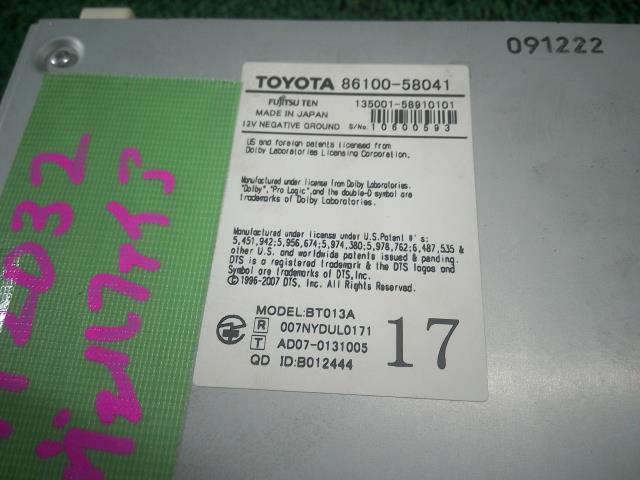 091222
TOYOTA 86100-58041
FUJITSU TEN 135001-58910101
MADE IN JAPAN
12V NEGATIVE GROUND S/No. 10600593
US and foreign patents licensed from
Dolby Laboratories Licensing Corporation.
Manufactured under license from Dolby Laboratories.
"Dolby","Pro Logic",and the double-D symbol are
trademarks of Dolby Laboratories.
Manufactured under license under U.S.Patent #'s:
5,451,942;5,956,674;5,974,380;5,978,762;6,487,535 &
other U.S. and worldwide patents issued & pending.
DTS is a registered trademark & the DTS logos and
Symbol are trademarks of DTS,Inc.
©1996-2007 DTS, Inc. All Rights Reserved.
MODEL:BT013A
R 007NYDUL0171
T AD07-0131005
QD ID:B012444
17
2032